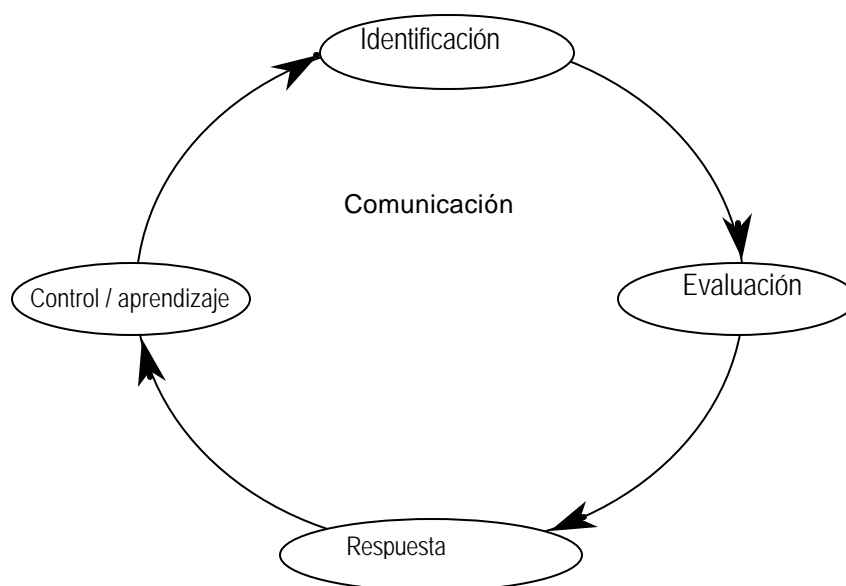 Identificación
Comunicación
Control / aprendizaje
Evaluación
Respuesta